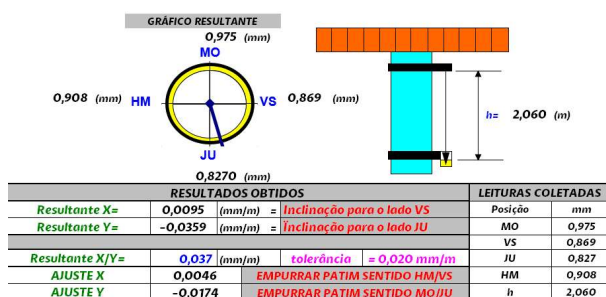 GRÁFICO RESULTANTE
0,975 (mm)
MO
0,908 (mm) HM VS 0,869 (mm)
h= 2,060 (m)
JU
0,8270 (mm)
RESULTADOS OBTIDOS LEITURAS COLETADAS
Resultante X= 0,0095 (mm/m) = Inclinação para o lado VS Posição mm
Resultante Y= -0,0359 (mm/m) = Ïnclinação para o lado JU MO 0,975
VS 0,869
Resultante X/Y= 0,037 (mm/m) tolerância = 0,020 mm/m JU 0,827
AJUSTE X 0,0046 EMPURRAR PATIM SENTIDO HM/VS HM 0,908
AJUSTE Y -0,0174 EMPURRAR PATIM SENTIDO MO/JU h 2,060